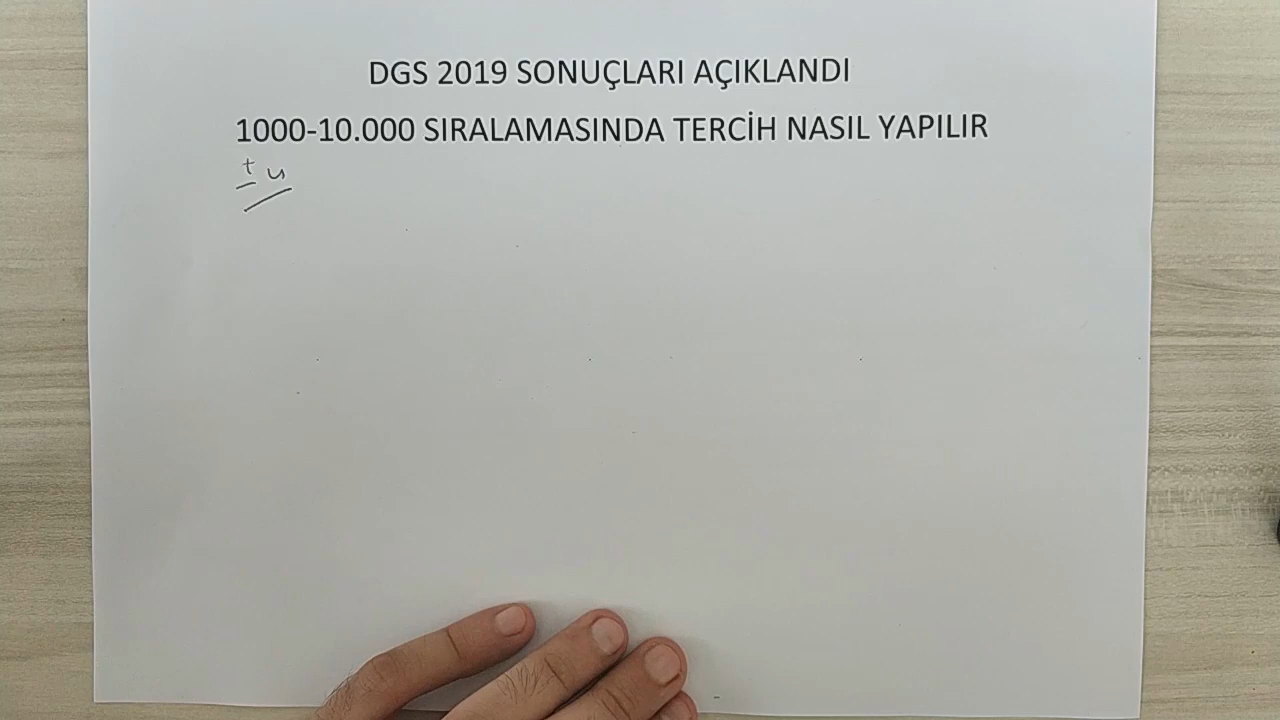 DGS 2019 SONUÇLARI AÇIKLANDI
1000-10.000 SIRALAMASINDA TERCİH NASIL YAPILIR